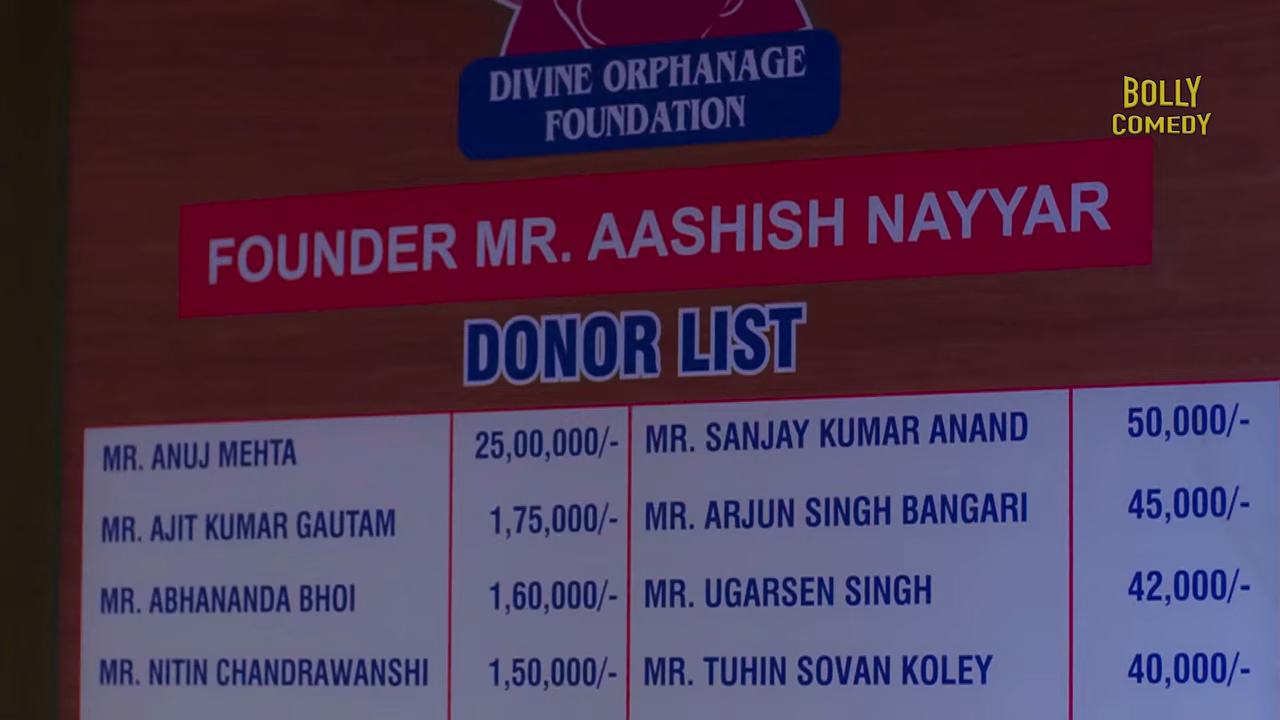 DIVINE ORPHANAGE
FOUNDATION
BOLLY
COMEDY
FOUNDER MR. AASHISH NAYYAR
DONOR LIST
MR. ANUJ MEHTA 25,00,000/- MR. SANJAY KUMAR ANAND 50,000/-
MR. AJIT KUMAR GAUTAM 1,75,000/- MR. ARJUN SINGH BANGARI 45,000/-
MR. ABHANANDA BHOI 1,60,000/- MR. UGARSEN SINGH 42,000/-
MR. NITIN CHANDRAWANSHI 1,50,000/- MR. TUHIN SOVAN KOLEY 40,000/-